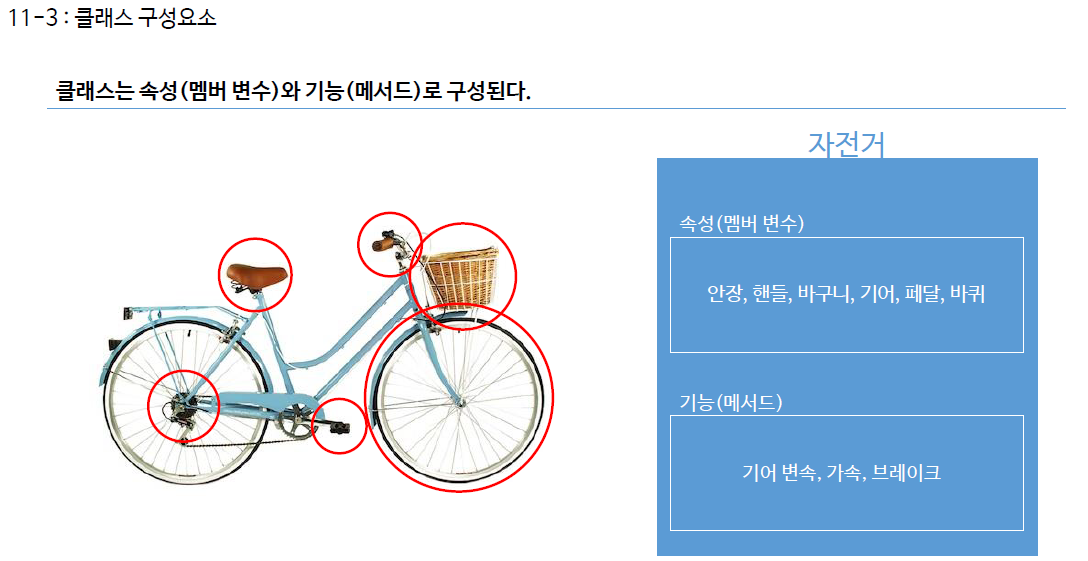 11-3 : 클래스 구성요소
클래스는 속성(멤버 변수)와 기능(메서드)로 구성된다.
자전거
속성(멤버 변수)
안장, 핸들, 바구니, 기어, 페달, 바퀴
기능(메서드)
기어 변속, 가속, 브레이크